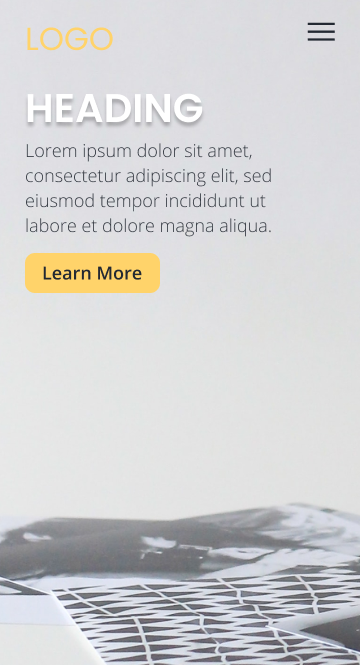 LOGO
HEADING
Lorem ipsum dolor sit amet,
consectetur adipiscing elit, sed
eiusmod tempor incididunt ut
labore et dolore magna aliqua.
Learn More